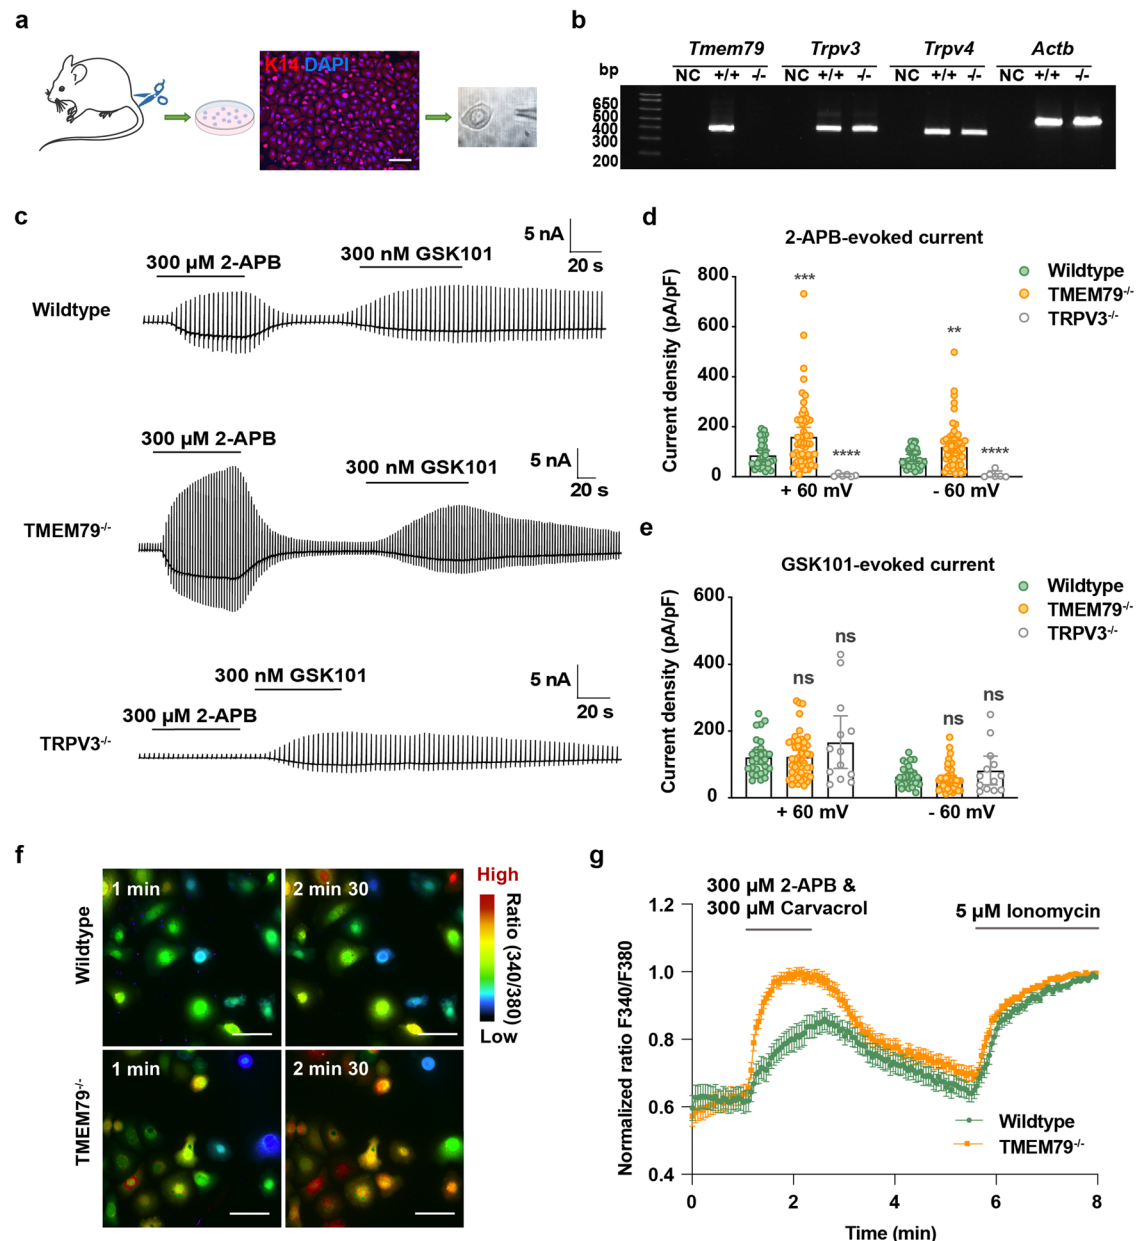 a
K14 DAPI
b
Tmem79 Trpv3 Trpv4 Actb
bp NC +/+ -/- NC +/+ -/- NC +/+ -/- NC +/+ -/-
650
500
400
300
200
c
5 nA
20 s
300 µM 2-APB
300 nM GSK101
Wildtype
300 µM 2-APB
300 nM GSK101
5 nA
20 s
TMEM79-/-
300 nM GSK101
5 nA
20 s
300 µM 2-APB
TRPV3-/-
d
2-APB-evoked current
Current density (pA/pF)
800
600
400
200
0
***
****
**
****
+ 60 mV
- 60 mV
Wildtype
TMEM79-/-
TRPV3-/-
e
GSK101-evoked current
Current density (pA/pF)
600
400
200
0
ns
ns
ns
ns
+ 60 mV
- 60 mV
Wildtype
TMEM79-/-
TRPV3-/-
f
Wildtype
1 min
2 min 30
TMEM79-/-
1 min
2 min 30
High
Ratio (340/380)
Low
g
300 µM 2-APB &
300 µM Carvacrol
5 µM Ionomycin
Normalized ratio F340/F380
1.2
1.0
0.8
0.6
0.4
Wildtype
TMEM79-/-
0 2 4 6 8
Time (min)